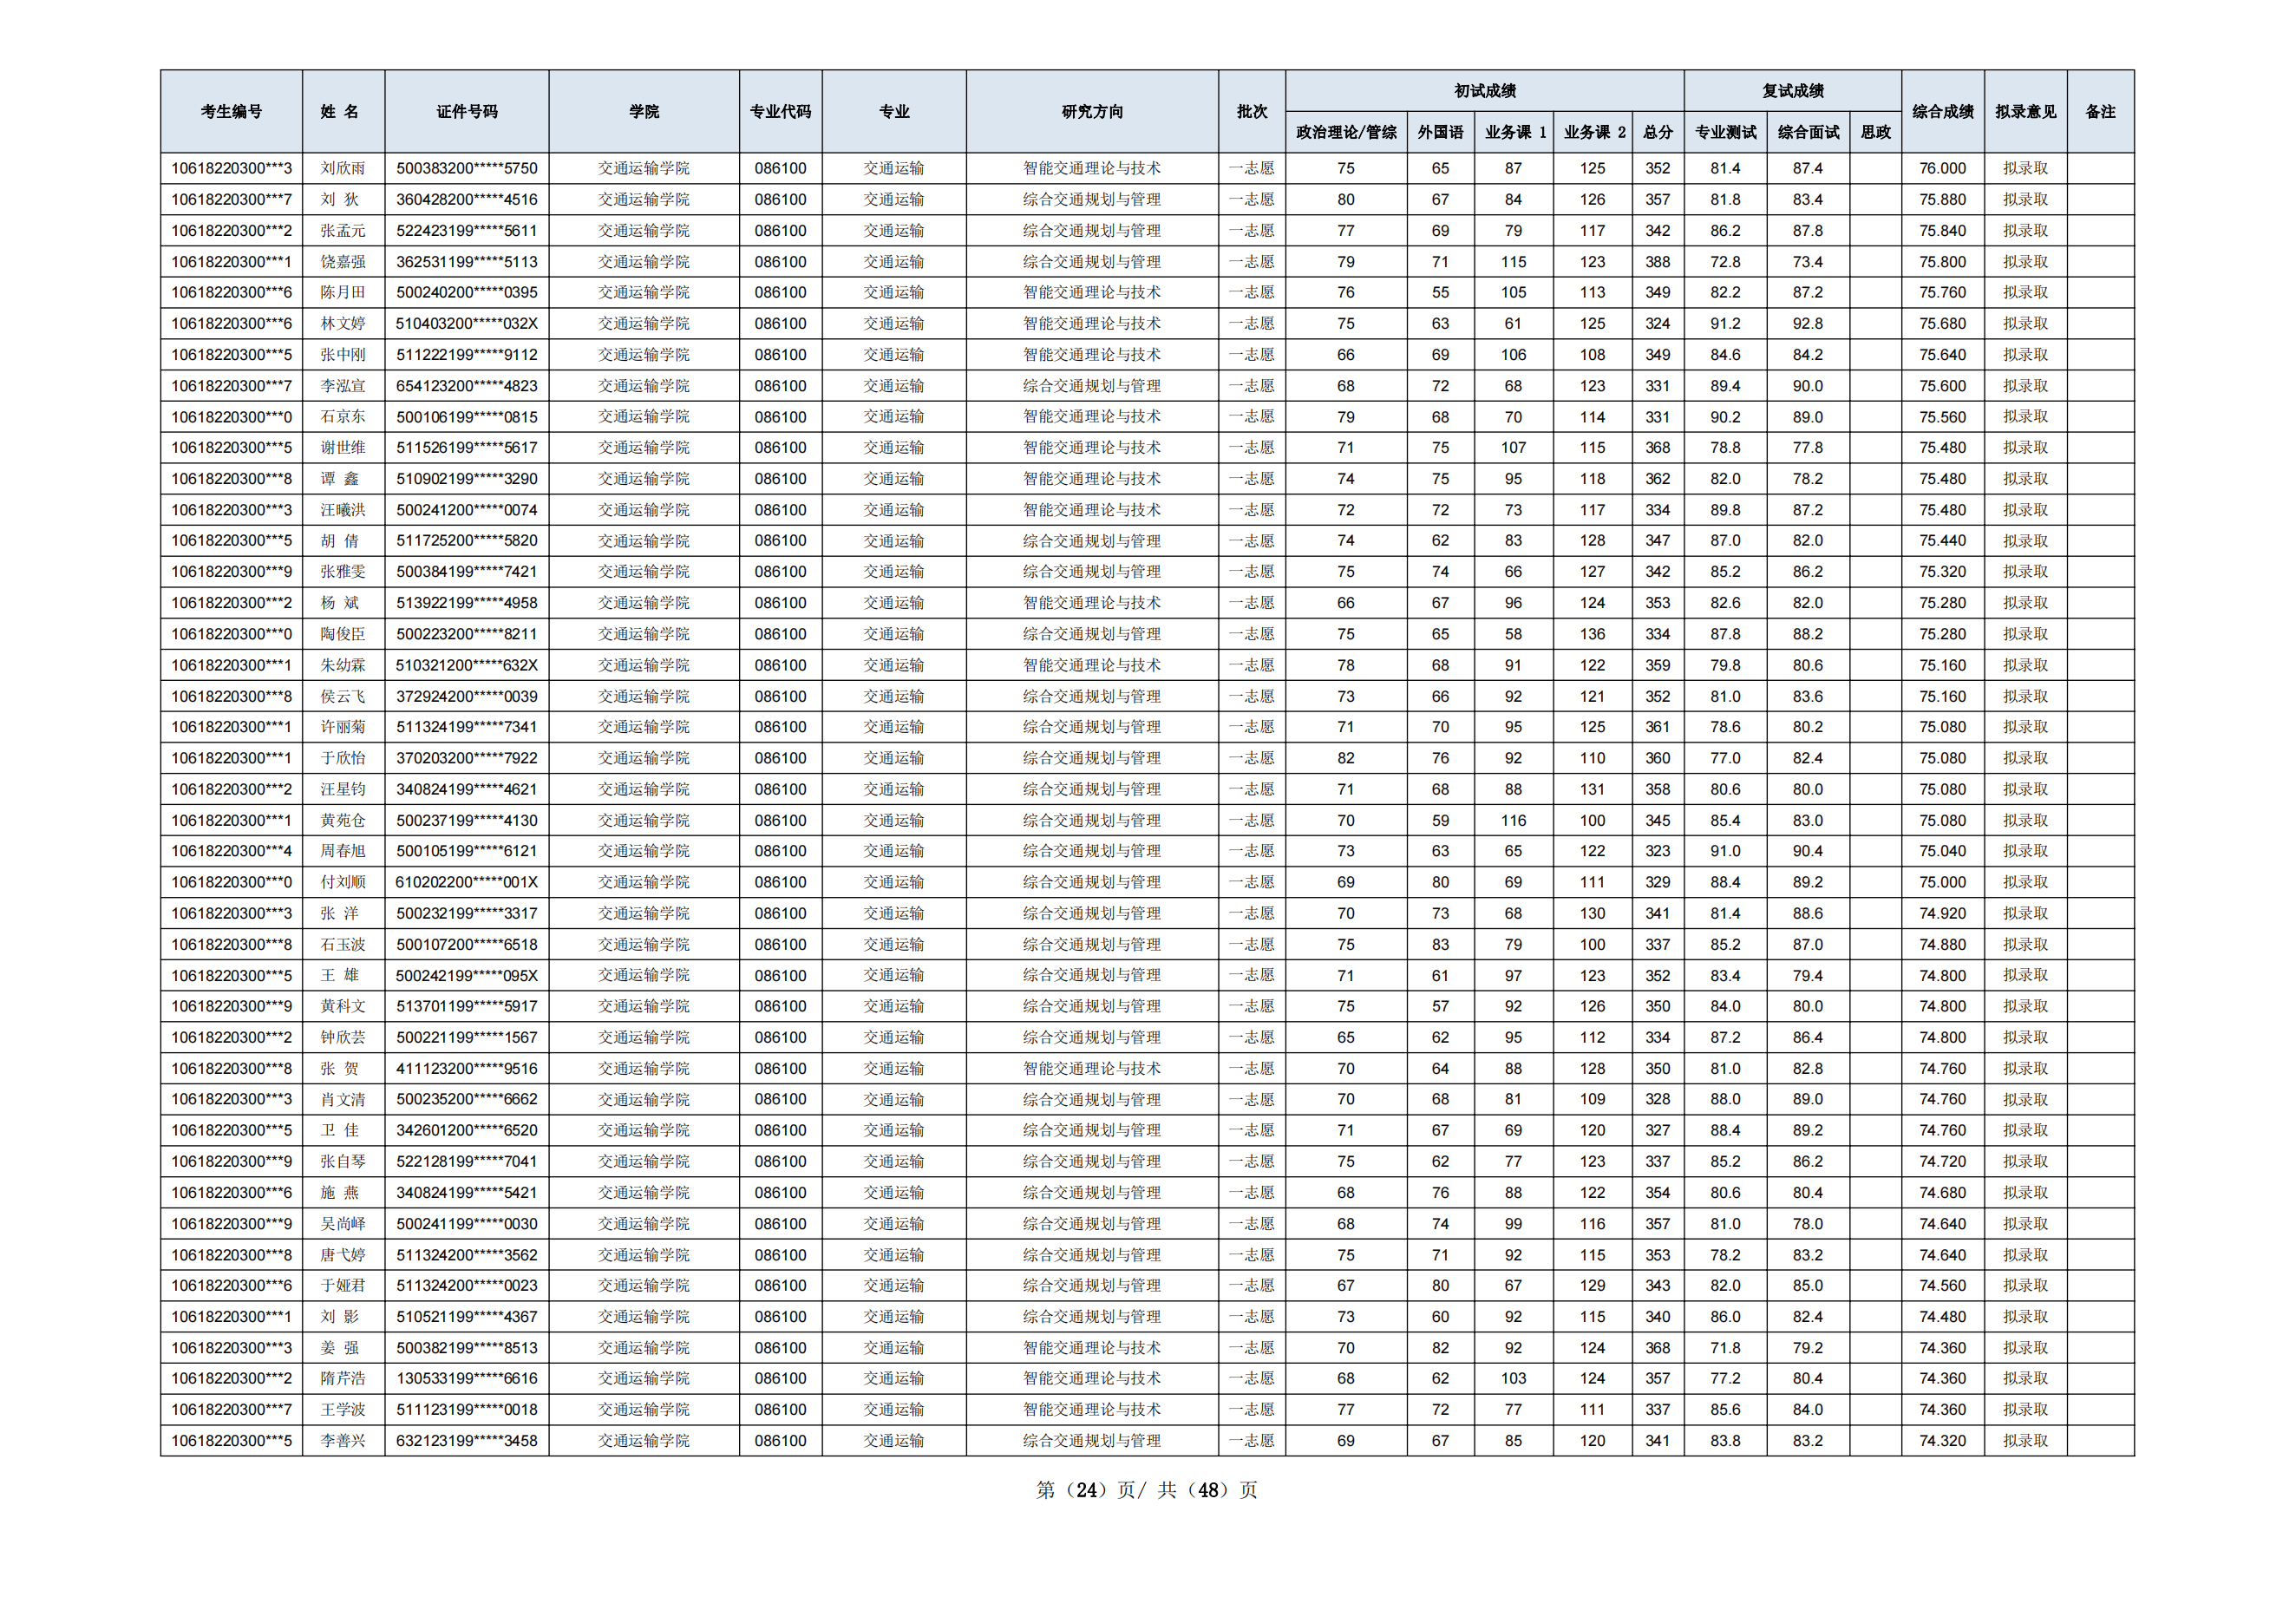 考生编号 姓 名 证件号码 学院 专业代码 专业 研究方向 批次 初试成绩 复试成绩 综合成绩 拟录意见 备注
政治理论/管综 外国语 业务课 1 业务课 2 总分 专业测试 综合面试 思政
10618220300***3 刘欣雨 500383200*****5750 交通运输学院 086100 交通运输 智能交通理论与技术 一志愿 75 65 87 125 352 81.4 87.4 76.000 拟录取
10618220300***7 刘 狄 360428200*****4516 交通运输学院 086100 交通运输 综合交通规划与管理 一志愿 80 67 84 126 357 81.8 83.4 75.880 拟录取
10618220300***2 张孟元 522423199*****5611 交通运输学院 086100 交通运输 综合交通规划与管理 一志愿 77 69 79 117 342 86.2 87.8 75.840 拟录取
10618220300***1 饶嘉强 362531199*****5113 交通运输学院 086100 交通运输 综合交通规划与管理 一志愿 79 71 115 123 388 72.8 73.4 75.800 拟录取
10618220300***6 陈月田 500240200*****0395 交通运输学院 086100 交通运输 智能交通理论与技术 一志愿 76 55 105 113 349 82.2 87.2 75.760 拟录取
10618220300***6 林文婷 510403200*****032X 交通运输学院 086100 交通运输 智能交通理论与技术 一志愿 75 63 61 125 324 91.2 92.8 75.680 拟录取
10618220300***5 张中刚 511222199*****9112 交通运输学院 086100 交通运输 智能交通理论与技术 一志愿 66 69 106 108 349 84.6 84.2 75.640 拟录取
10618220300***7 李泓宣 654123200*****4823 交通运输学院 086100 交通运输 综合交通规划与管理 一志愿 68 72 68 123 331 89.4 90.0 75.600 拟录取
10618220300***0 石京东 500106199*****0815 交通运输学院 086100 交通运输 智能交通理论与技术 一志愿 79 68 70 114 331 90.2 89.0 75.560 拟录取
10618220300***5 谢世维 511526199*****5617 交通运输学院 086100 交通运输 智能交通理论与技术 一志愿 71 75 107 115 368 78.8 77.8 75.480 拟录取
10618220300***8 谭 鑫 510902199*****3290 交通运输学院 086100 交通运输 智能交通理论与技术 一志愿 74 75 95 118 362 82.0 78.2 75.480 拟录取
10618220300***3 汪曦洪 500241200*****0074 交通运输学院 086100 交通运输 智能交通理论与技术 一志愿 72 72 73 117 334 89.8 87.2 75.480 拟录取
10618220300***5 胡 倩 511725200*****5820 交通运输学院 086100 交通运输 综合交通规划与管理 一志愿 74 62 83 128 347 87.0 82.0 75.440 拟录取
10618220300***9 张雅雯 500384199*****7421 交通运输学院 086100 交通运输 综合交通规划与管理 一志愿 75 74 66 127 342 85.2 86.2 75.320 拟录取
10618220300***2 杨 斌 513922199*****4958 交通运输学院 086100 交通运输 智能交通理论与技术 一志愿 66 67 96 124 353 82.6 82.0 75.280 拟录取
10618220300***0 陶俊臣 500223200*****8211 交通运输学院 086100 交通运输 综合交通规划与管理 一志愿 75 65 58 136 334 87.8 88.2 75.280 拟录取
10618220300***1 朱幼霖 510321200*****632X 交通运输学院 086100 交通运输 智能交通理论与技术 一志愿 78 68 91 122 359 79.8 80.6 75.160 拟录取
10618220300***8 侯云飞 372924200*****0039 交通运输学院 086100 交通运输 综合交通规划与管理 一志愿 73 66 92 121 352 81.0 83.6 75.160 拟录取
10618220300***1 许丽菊 511324199*****7341 交通运输学院 086100 交通运输 综合交通规划与管理 一志愿 71 70 95 125 361 78.6 80.2 75.080 拟录取
10618220300***1 于欣怡 370203200*****7922 交通运输学院 086100 交通运输 综合交通规划与管理 一志愿 82 76 92 110 360 77.0 82.4 75.080 拟录取
10618220300***2 汪星钧 340824199*****4621 交通运输学院 086100 交通运输 综合交通规划与管理 一志愿 71 68 88 131 358 80.6 80.0 75.080 拟录取
10618220300***1 黄苑仓 500237199*****4130 交通运输学院 086100 交通运输 综合交通规划与管理 一志愿 70 59 116 100 345 85.4 83.0 75.080 拟录取
10618220300***4 周春旭 500105199*****6121 交通运输学院 086100 交通运输 综合交通规划与管理 一志愿 73 63 65 122 323 91.0 90.4 75.040 拟录取
10618220300***0 付刘顺 610202200*****001X 交通运输学院 086100 交通运输 综合交通规划与管理 一志愿 69 80 69 111 329 88.4 89.2 75.000 拟录取
10618220300***3 张 洋 500232199*****3317 交通运输学院 086100 交通运输 综合交通规划与管理 一志愿 70 73 68 130 341 81.4 88.6 74.920 拟录取
10618220300***8 石玉波 500107200*****6518 交通运输学院 086100 交通运输 综合交通规划与管理 一志愿 75 83 79 100 337 85.2 87.0 74.880 拟录取
10618220300***5 王 雄 500242199*****095X 交通运输学院 086100 交通运输 综合交通规划与管理 一志愿 71 61 97 123 352 83.4 79.4 74.800 拟录取
10618220300***9 黄科文 513701199*****5917 交通运输学院 086100 交通运输 综合交通规划与管理 一志愿 75 57 92 126 350 84.0 80.0 74.800 拟录取
10618220300***2 钟欣芸 500221199*****1567 交通运输学院 086100 交通运输 综合交通规划与管理 一志愿 65 62 95 112 334 87.2 86.4 74.800 拟录取
10618220300***8 张 贺 411123200*****9516 交通运输学院 086100 交通运输 智能交通理论与技术 一志愿 70 64 88 128 350 81.0 82.8 74.760 拟录取
10618220300***3 肖文清 500235200*****6662 交通运输学院 086100 交通运输 综合交通规划与管理 一志愿 70 68 81 109 328 88.0 89.0 74.760 拟录取
10618220300***5 卫 佳 342601200*****6520 交通运输学院 086100 交通运输 综合交通规划与管理 一志愿 71 67 69 120 327 88.4 89.2 74.760 拟录取
10618220300***9 张自琴 522128199*****7041 交通运输学院 086100 交通运输 综合交通规划与管理 一志愿 75 62 77 123 337 85.2 86.2 74.720 拟录取
10618220300***6 施 燕 340824199*****5421 交通运输学院 086100 交通运输 综合交通规划与管理 一志愿 68 76 88 122 354 80.6 80.4 74.680 拟录取
10618220300***9 吴尚峄 500241199*****0030 交通运输学院 086100 交通运输 综合交通规划与管理 一志愿 68 74 99 116 357 81.0 78.0 74.640 拟录取
10618220300***8 唐弋婷 511324200*****3562 交通运输学院 086100 交通运输 综合交通规划与管理 一志愿 75 71 92 115 353 78.2 83.2 74.640 拟录取
10618220300***6 于娅君 511324200*****0023 交通运输学院 086100 交通运输 综合交通规划与管理 一志愿 67 80 67 129 343 82.0 85.0 74.560 拟录取
10618220300***1 刘 影 510521199*****4367 交通运输学院 086100 交通运输 综合交通规划与管理 一志愿 73 60 92 115 340 86.0 82.4 74.480 拟录取
10618220300***3 姜 强 500382199*****8513 交通运输学院 086100 交通运输 智能交通理论与技术 一志愿 70 82 92 124 368 71.8 79.2 74.360 拟录取
10618220300***2 隋芹浩 130533199*****6616 交通运输学院 086100 交通运输 智能交通理论与技术 一志愿 68 62 103 124 357 77.2 80.4 74.360 拟录取
10618220300***7 王学波 511123199*****0018 交通运输学院 086100 交通运输 智能交通理论与技术 一志愿 77 72 77 111 337 85.6 84.0 74.360 拟录取
10618220300***5 李善兴 632123199*****3458 交通运输学院 086100 交通运输 综合交通规划与管理 一志愿 69 67 85 120 341 83.8 83.2 74.320 拟录取
第（24）页/ 共（48）页